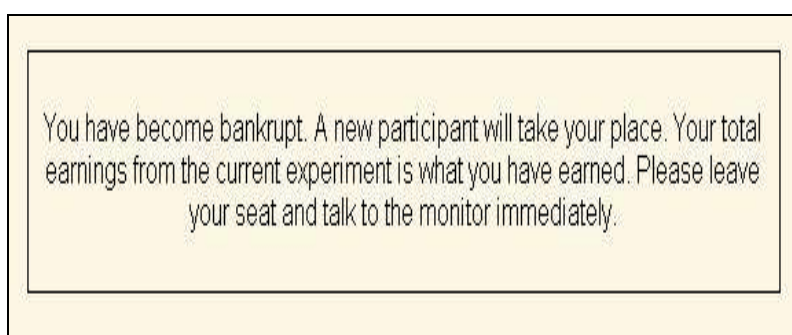 You have become bankrupt. A new participant will take your place. Your total
earnings from the current experiment is what you have earned. Please leave
your seat and talk to the monitor immediately.